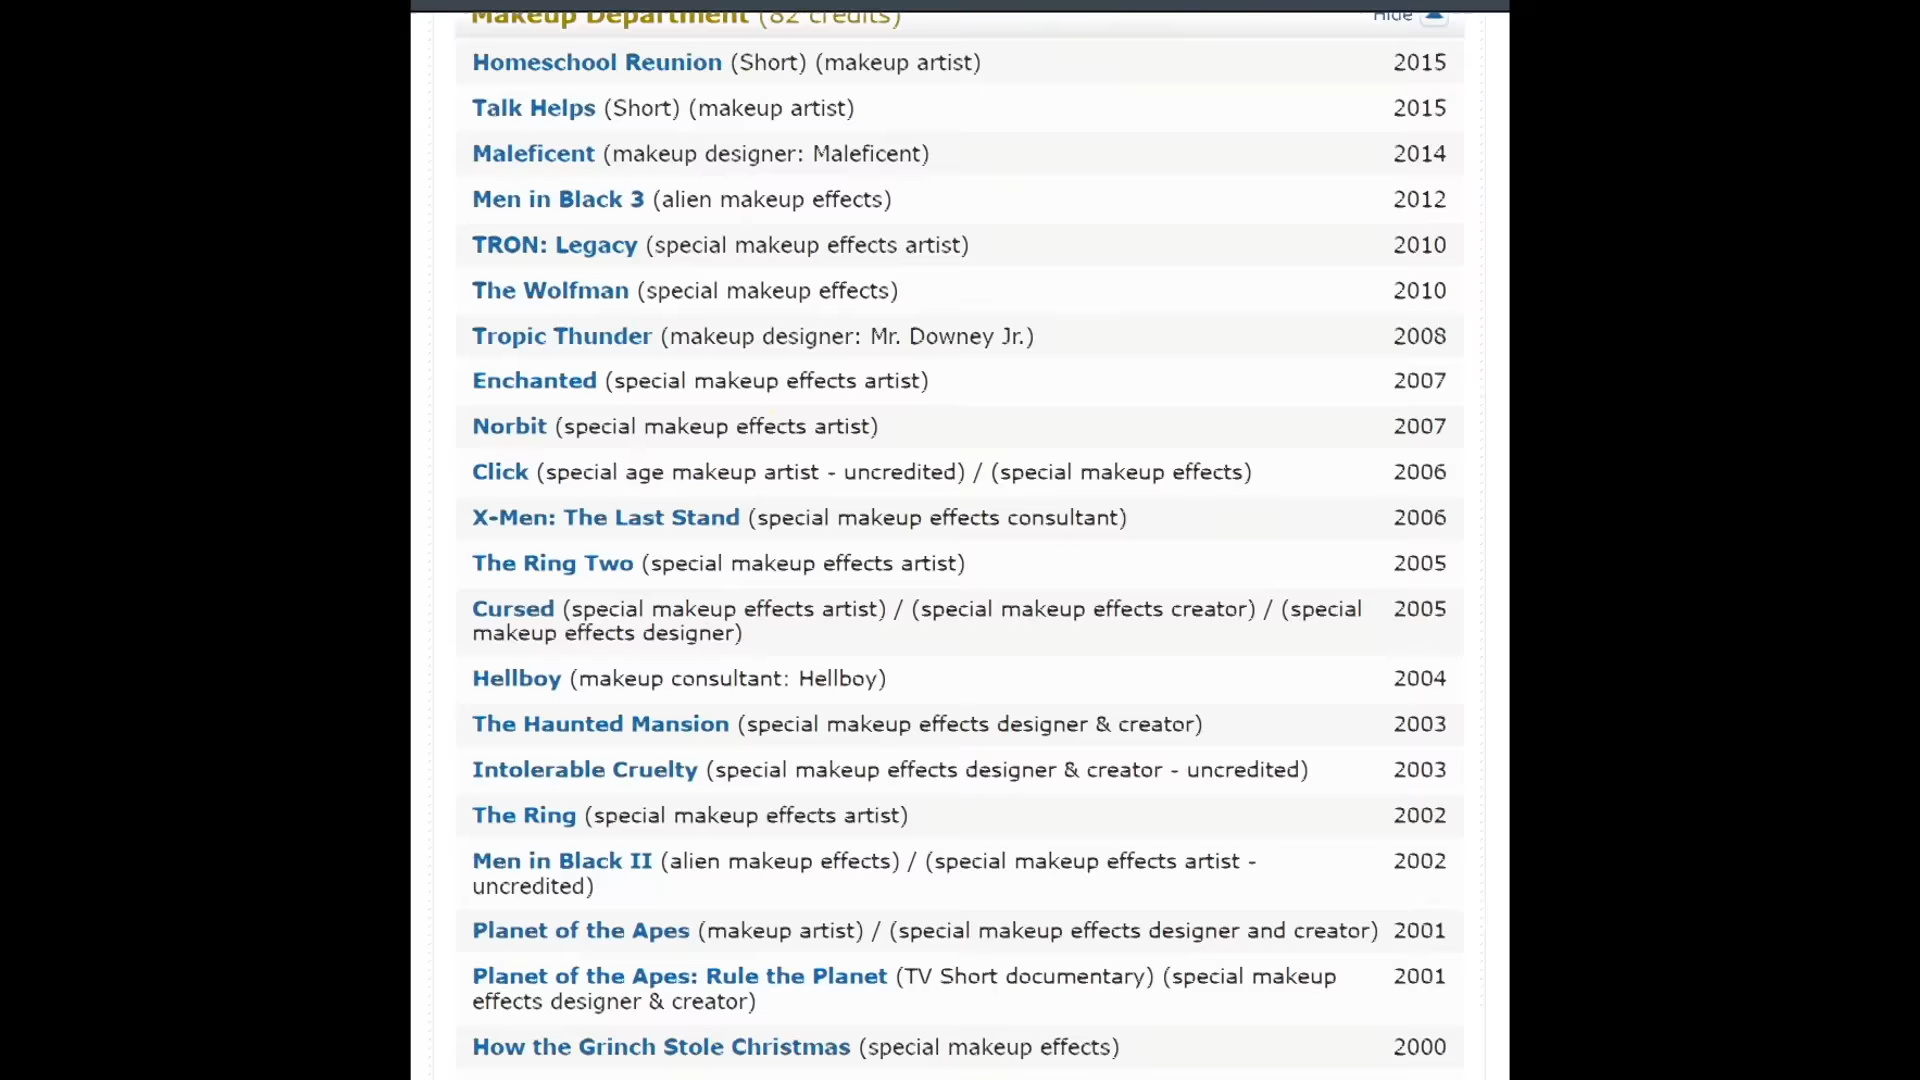 Makeup Department (82 credits) Hide
Homeschool Reunion (Short) (makeup artist) 2015
Talk Helps (Short) (makeup artist) 2015
Maleficent (makeup designer: Maleficent) 2014
Men in Black 3 (alien makeup effects) 2012
TRON: Legacy (special makeup effects artist) 2010
The Wolfman (special makeup effects) 2010
Tropic Thunder (makeup designer: Mr. Downey Jr.) 2008
Enchanted (special makeup effects artist) 2007
Norbit (special makeup effects artist) 2007
Click (special age makeup artist - uncredited) / (special makeup effects) 2006
X-Men: The Last Stand (special makeup effects consultant) 2006
The Ring Two (special makeup effects artist) 2005
Cursed (special makeup effects artist) / (special makeup effects creator) / (special 2005
makeup effects designer)
Hellboy (makeup consultant: Hellboy) 2004
The Haunted Mansion (special makeup effects designer & creator) 2003
Intolerable Cruelty (special makeup effects designer & creator - uncredited) 2003
The Ring (special makeup effects artist) 2002
Men in Black II (alien makeup effects) / (special makeup effects artist - 2002
uncredited)
Planet of the Apes (makeup artist) / (special makeup effects designer and creator) 2001
Planet of the Apes: Rule the Planet (TV Short documentary) (special makeup 2001
effects designer & creator)
How the Grinch Stole Christmas (special makeup effects) 2000